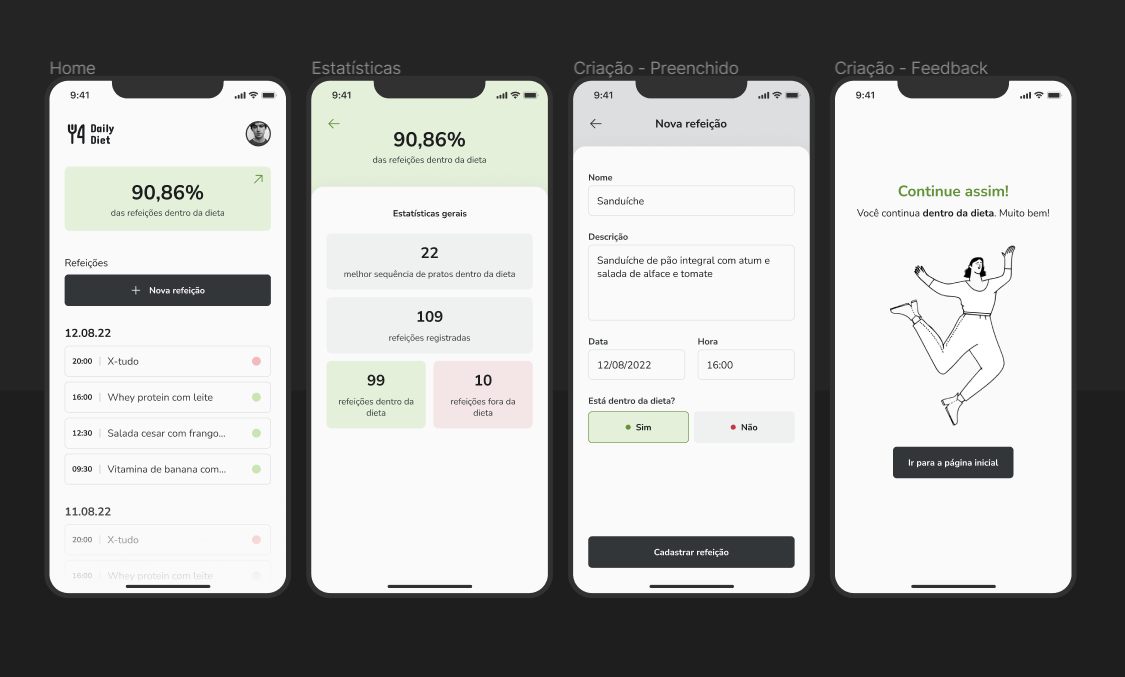 Home
9:41
Daily
Diet
90,86%
das refeições dentro da dieta
Refeições
+ Nova refeição
12.08.22
20:00 | X-tudo
16:00 | Whey protein com leite
12:30 | Salada cesar com frango...
09:30 | Vitamina de banana com...
11.08.22
20:00 | X-tudo
16:00 | Whey protein com leite
Estatísticas
9:41
90,86%
das refeições dentro da dieta
Estatísticas gerais
22
melhor sequência de pratos dentro da dieta
109
refeições registradas
99
refeições dentro da
dieta
10
refeições fora da
dieta
Criação - Preenchido
9:41
Nova refeição
Nome
Sanduíche
Descrição
Sanduíche de pão integral com atum e
salada de alface e tomate
Data
Hora
12/08/2022
16:00
Está dentro da dieta?
Sim
Não
Cadastrar refeição
Criação - Feedback
9:41
Continue assim!
Você continua dentro da dieta. Muito bem!
Ir para a página inicial